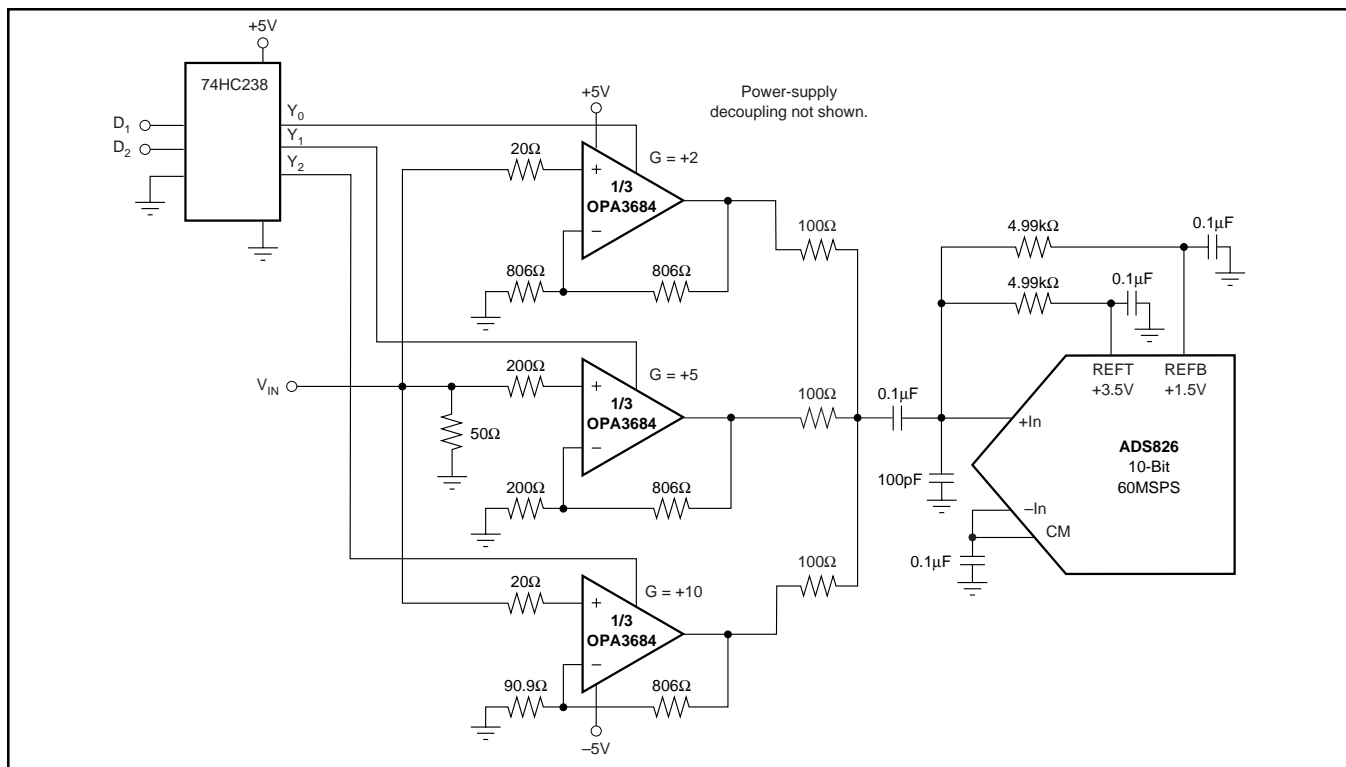 +5V
74HC238
D1
D2
Y0
Y1
Y2
+5V
Power-supply
decoupling not shown.
20Ω
+
G = +2
1/3
OPA3684
–
806Ω
806Ω
100Ω
4.99kΩ
0.1µF
4.99kΩ
0.1µF
VIN
50Ω
200Ω
+
G = +5
1/3
OPA3684
–
200Ω
806Ω
100Ω
0.1µF
REFT
+3.5V
REFB
+1.5V
+In
ADS826
10-Bit
60MSPS
100pF
–In
CM
0.1µF
20Ω
+
G = +10
1/3
OPA3684
–
90.9Ω
806Ω
100Ω
–5V